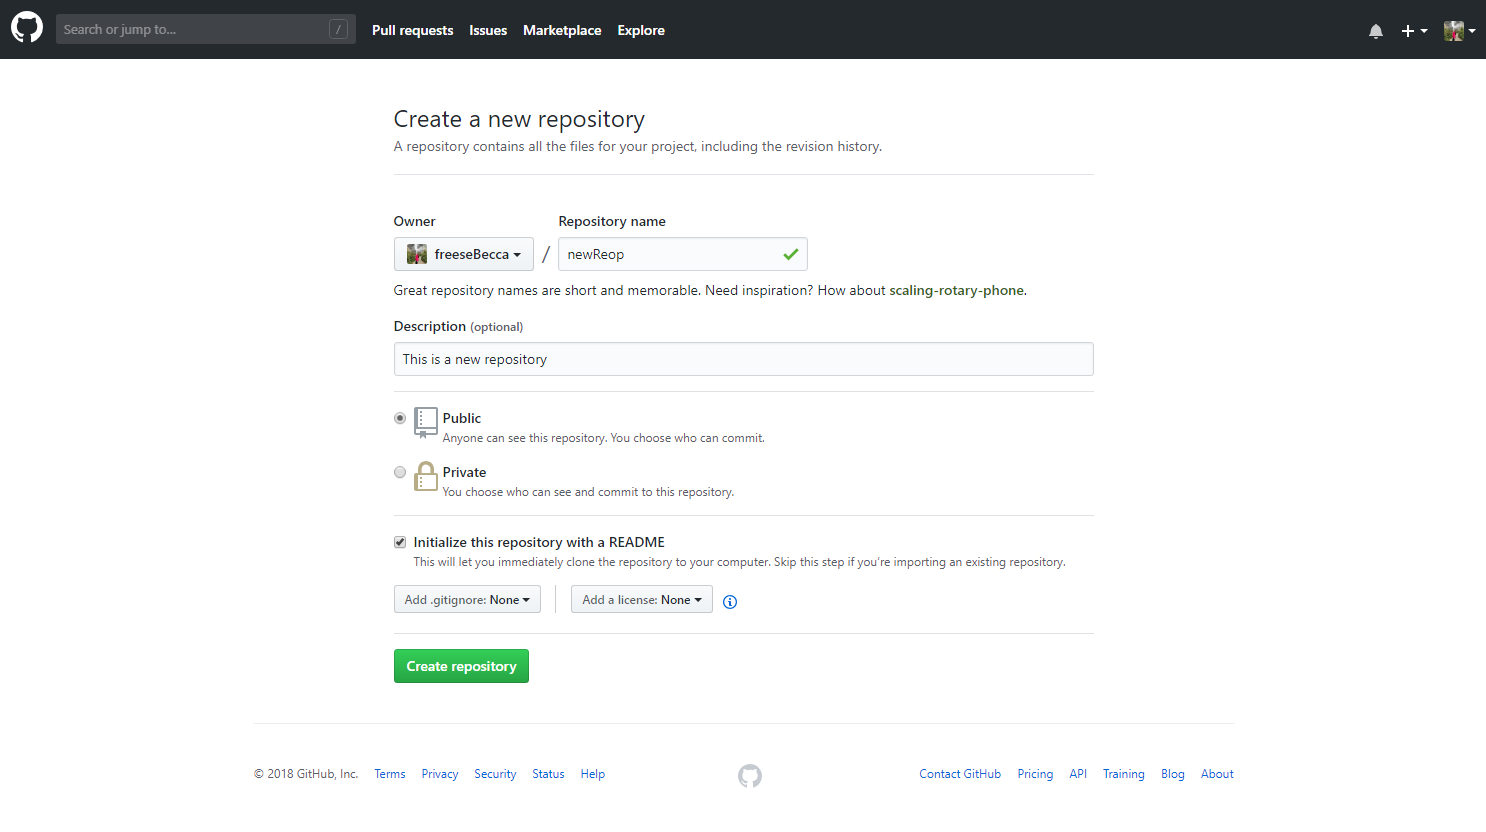 Search or jump to... /
Pull requests Issues Marketplace Explore
Create a new repository
A repository contains all the files for your project, including the revision history.
Owner Repository name
freeseBecca / newReop
Great repository names are short and memorable. Need inspiration? How about scaling-rotary-phone.
Description (optional)
This is a new repository
Public
Anyone can see this repository. You choose who can commit.
Private
You choose who can see and commit to this repository.
Initialize this repository with a README
This will let you immediately clone the repository to your computer. Skip this step if you’re importing an existing repository.
Add .gitignore: None Add a license: None
Create repository
© 2018 GitHub, Inc. Terms Privacy Security Status Help Contact GitHub Pricing API Training Blog About